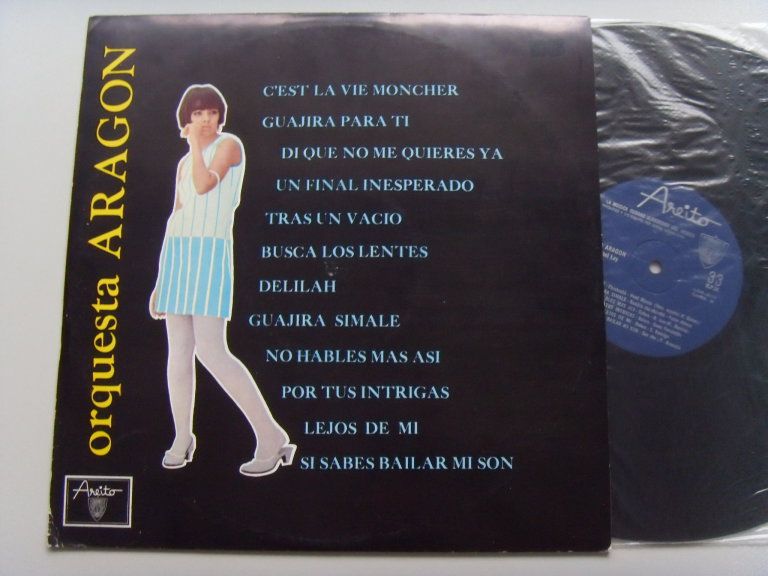 orquesta ARAGON
C'EST LA VIE MONCHER
GUAJIRA PARA TI
DI QUE NO ME QUIERES YA
UN FINAL INESPERADO
TRAS UN VACIO
BUSCA LOS LENTES
DELILAH
GUAJIRA SIMALE
NO HABLES MAS ASI
POR TUS INTRIGAS
LEJOS DE MI
SI SABES BAILAR MI SON
Areito
Areito
ARAGON
33